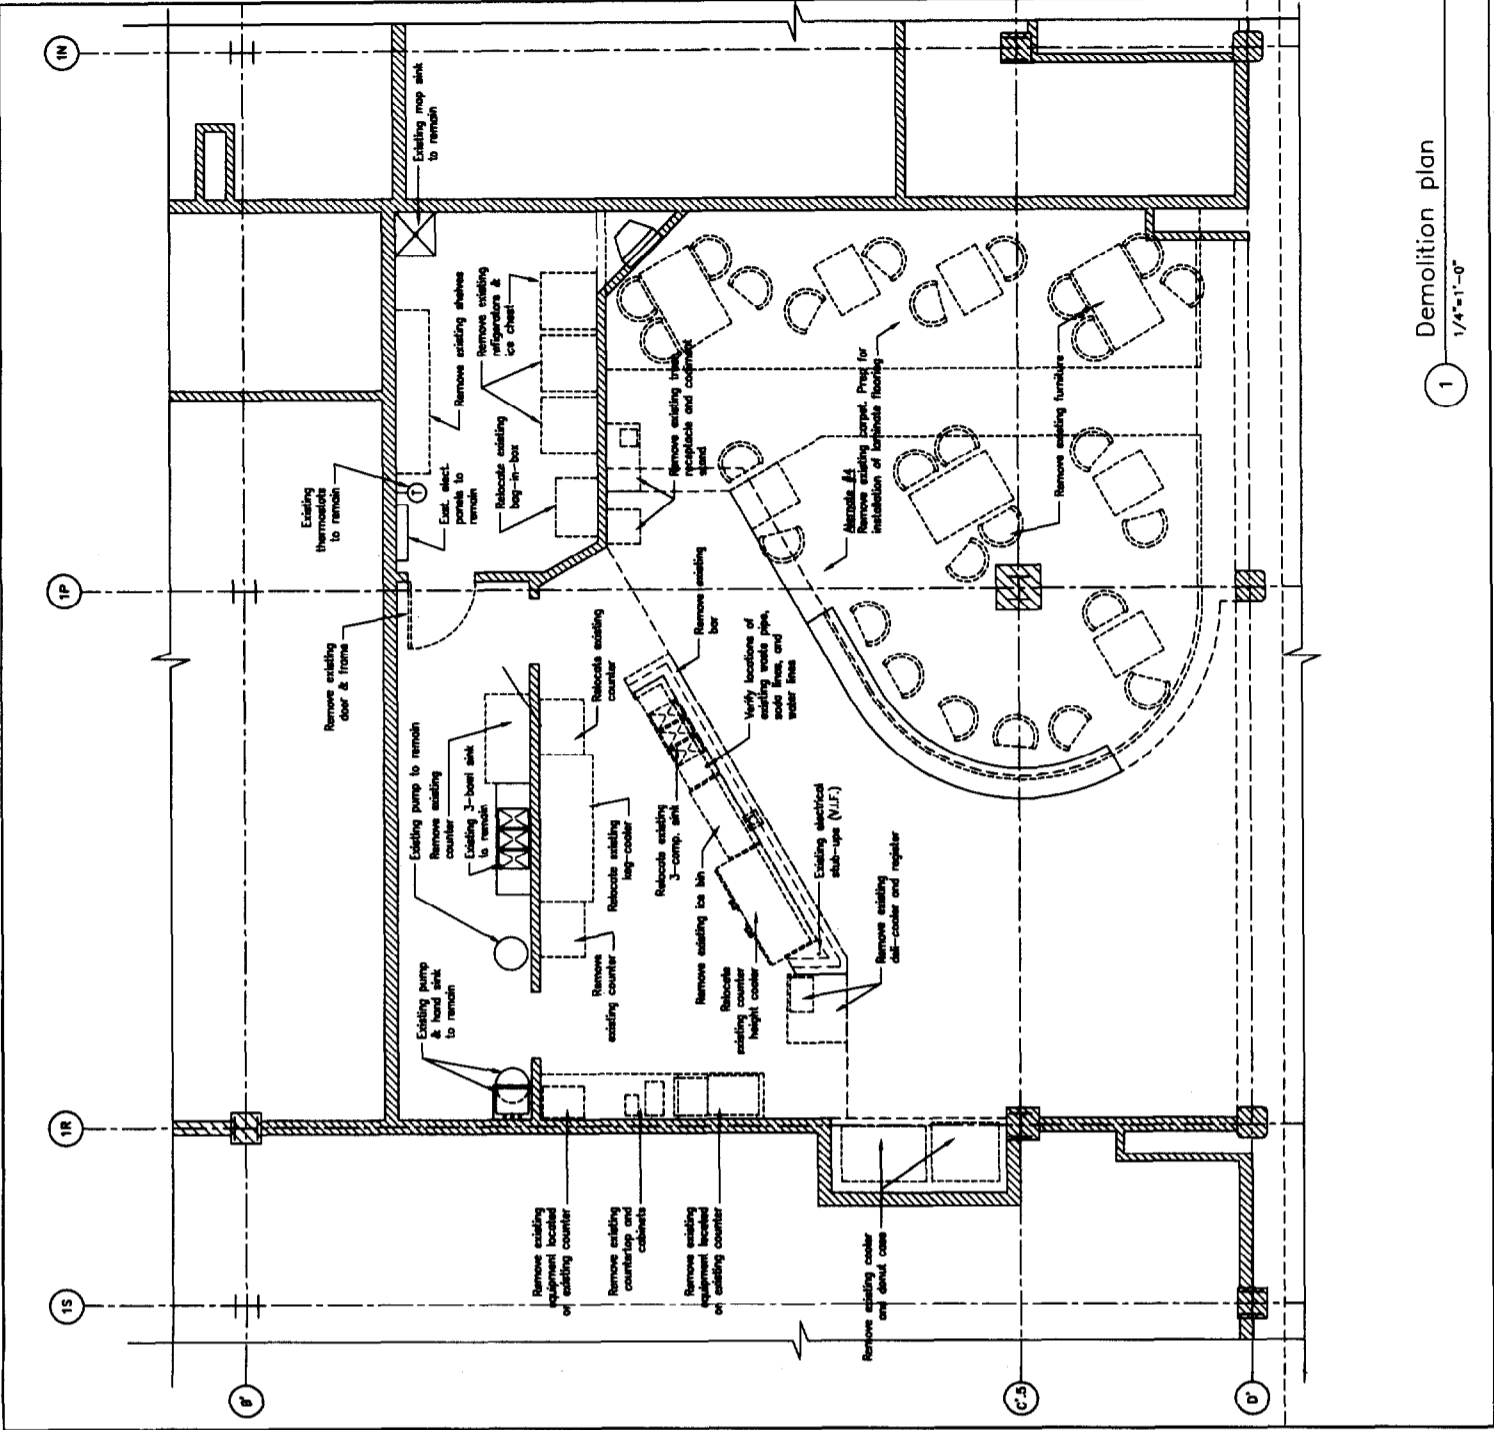 1N
1P
1R
1S
B'
C'.5
D'
Existing mop sink
to remain
Remove existing shelves
Remove existing
refigerators &
ice chest
Existing
thermostats
to remain
T
Exist. elect.
panels to
remain
Relocate existing
bag-in-box
Remove existing trash
receptacle and codiment
stand
Alernate #4
Remove existing carpet. Prep for
installation of laminate flooring
Remove existing furniture
Remove existing
door & frame
Existing pump to remain
Remove existing
counter
Existing 3-bowl sink
to remain
Relocate existing
counter
Remove existing
bar
Verify locations of
existing waste pipe,
soda lines, and
water lines
Relocate existing
keg-cooler
Relocate existing
3-comp. sink
Existing electrical
stub-ups (V.I.F.)
Existing pump
& hand sink
to remain
Remove
existing counter
Remove existing ice bin
Relocate
existing counter
height cooler
Remove existing
deli-cooler and register
Remove existing
equipment located
on existing counter
Remove existing
countertop and
cabinets
Remove existing
equipment located
on existing counter
Remove existing cooler
and donut case
1
Demolition plan
1/4"=1'-0"